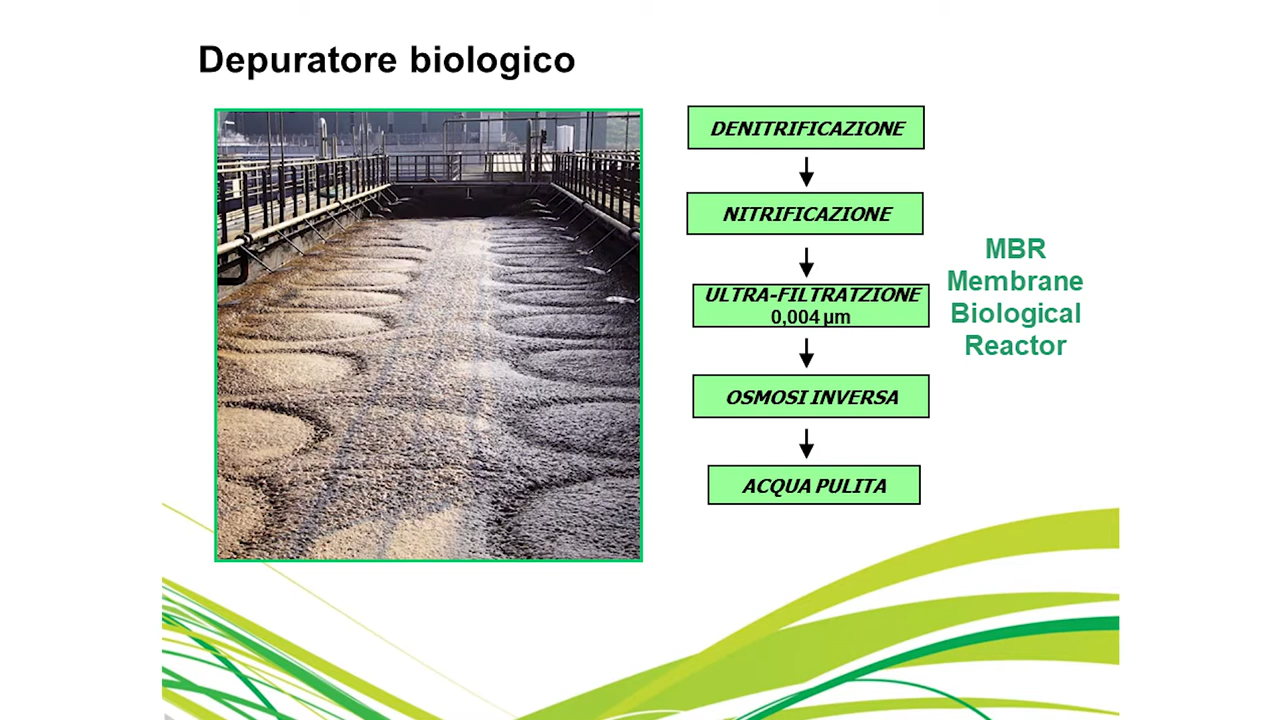 Depuratore biologico
DENITRIFICAZIONE
NITRIFICAZIONE
ULTRA-FILTRATZIONE
0,004 µm
OSMOSI INVERSA
ACQUA PULITA
MBR
Membrane
Biological
Reactor